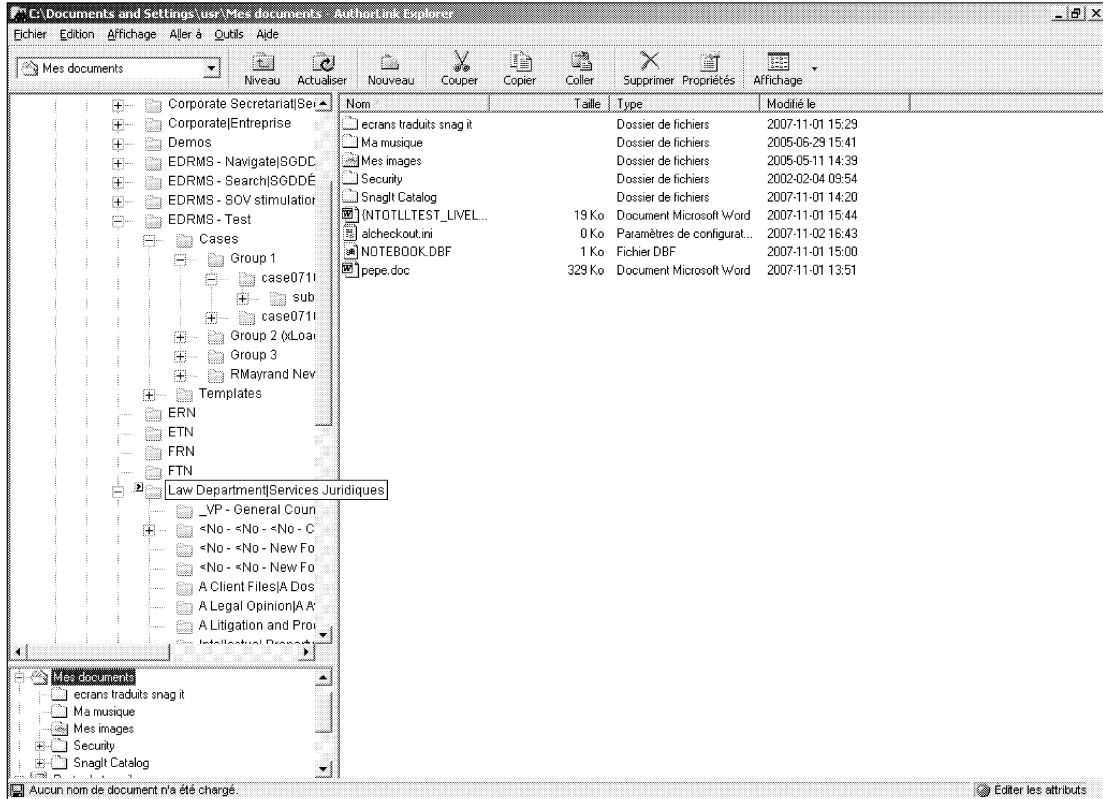 C:\Documents and Settings\usr\Mes documents - AuthorLink Explorer
Fichier Edition Affichage Aller à Outils Aide
Mes documents
Niveau Actualiser Nouveau Couper Copier Coller Supprimer Propriétés Affichage
Corporate Secretariat|Sec
Corporate|Entreprise
Demos
EDRMS - Navigate|SGDD
EDRMS - Search|SGDDÉ
EDRMS - SOV stimulation
EDRMS - Test
Cases
Group 1
case071
sub
case071
Group 2 (xLoa
Group 3
RMayrand New
Templates
ERN
ETN
FRN
FTN
Law Department|Services Juridiques
_VP - General Coun
<No - <No - <No - C
<No - <No - New Fo
<No - <No - New Fo
A Client Files|A Dos
A Legal Opinion|A A
A Litigation and Pro
Intellectual Property
Nom Taille Type Modifié le
ecrans traduits snag it Dossier de fichiers 2007-11-01 15:29
Ma musique Dossier de fichiers 2005-06-29 15:41
Mes images Dossier de fichiers 2005-05-11 14:39
Security Dossier de fichiers 2002-02-04 09:54
SnagIt Catalog Dossier de fichiers 2007-11-01 14:20
{NTOTLLTEST_LIVEL... 19 Ko Document Microsoft Word 2007-11-01 15:44
alcheckout.ini 0 Ko Paramètres de configurat... 2007-11-02 16:43
NOTEBOOK.DBF 1 Ko Fichier DBF 2007-11-01 15:00
pepe.doc 329 Ko Document Microsoft Word 2007-11-01 13:51
Mes documents
ecrans traduits snag it
Ma musique
Mes images
Security
SnagIt Catalog
Aucun nom de document n'a été chargé.
Éditer les attributs